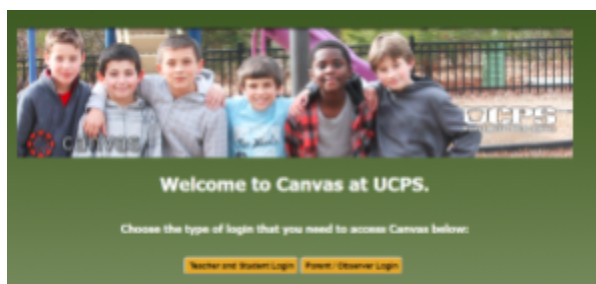 UCPS
canvas
Welcome to Canvas at UCPS.
Choose the type of login that you need to access Canvas below:
Teacher and Student Login Parent / Observer Login